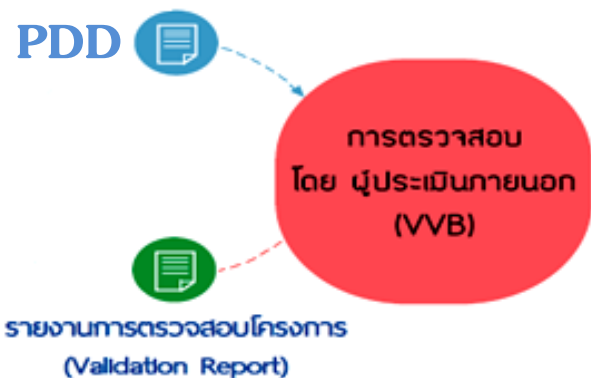 PDD
การตรวจสอบ
โดย ผู้ประเมินภายนอก
(VVB)
รายงานการตรวจสอบโครงการ
(Validation Report)